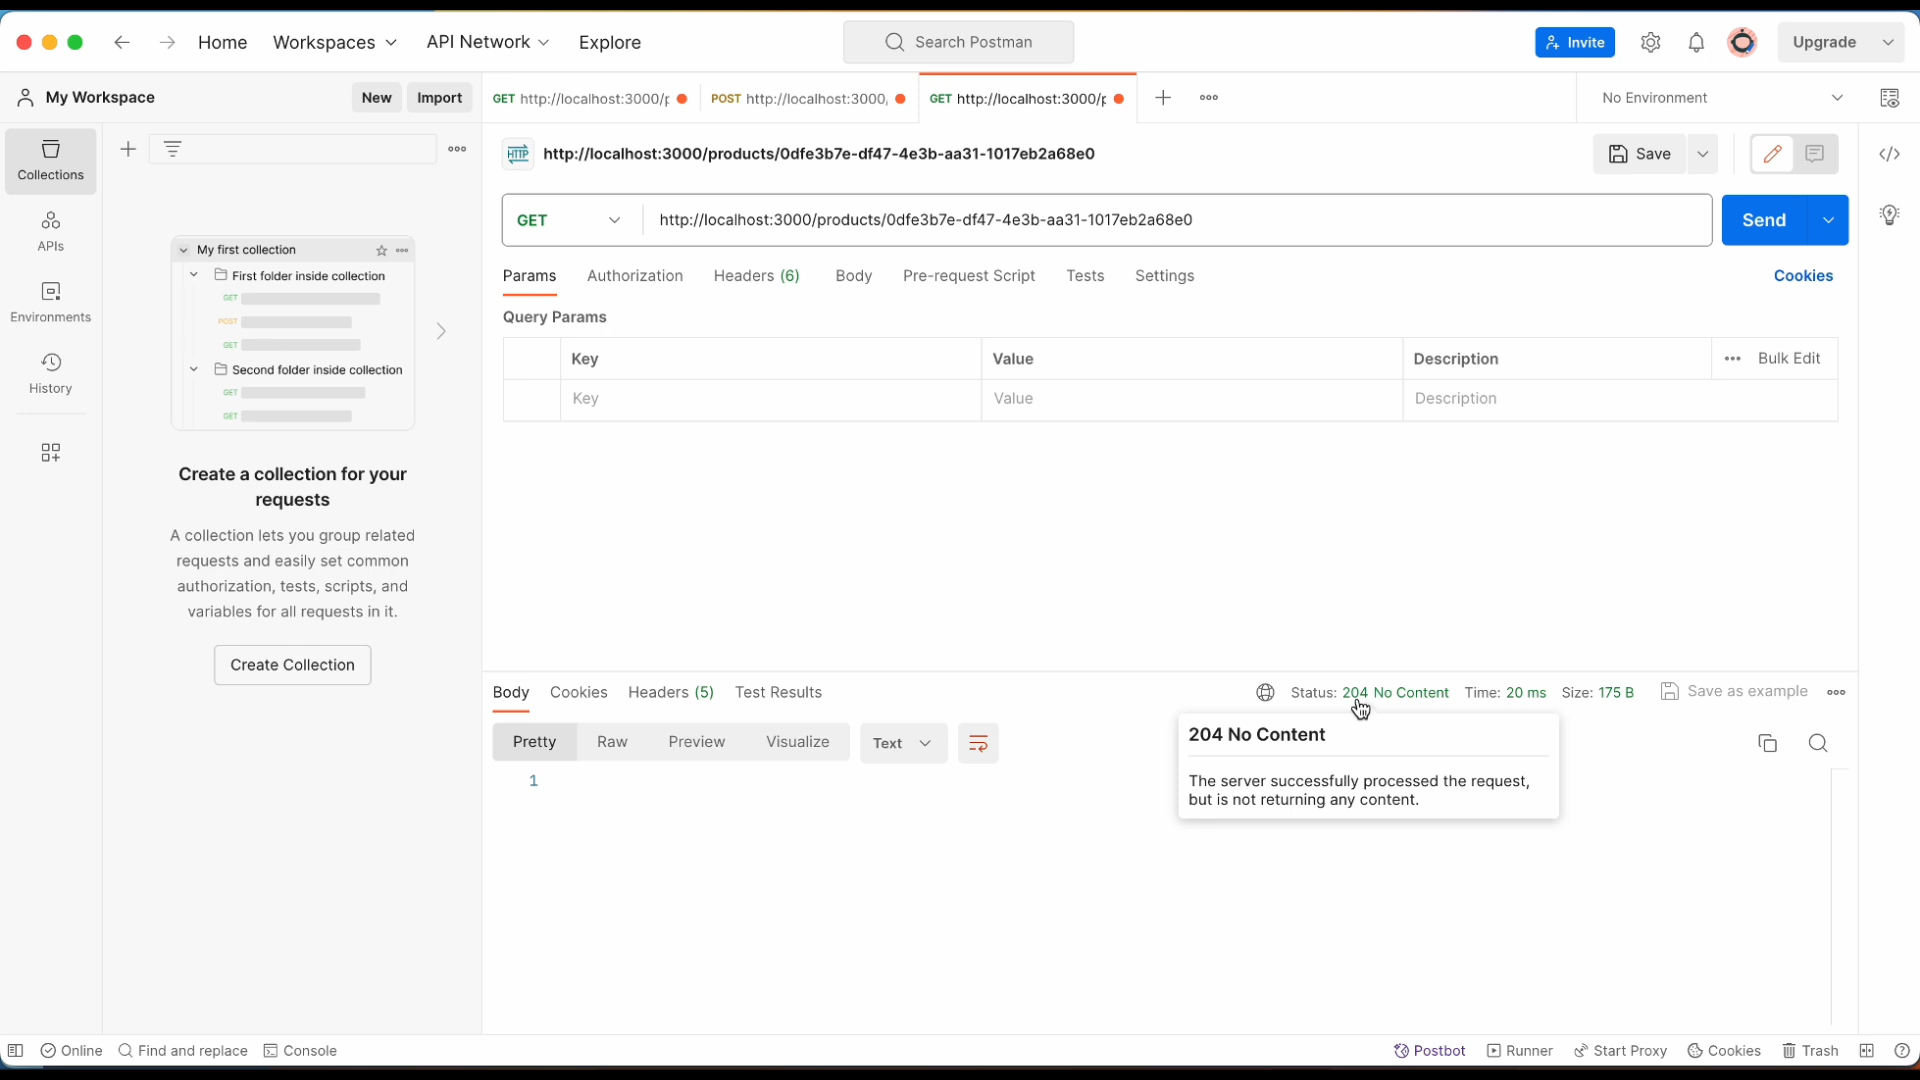 Home Workspaces API Network Explore Search Postman Invite Upgrade
My Workspace New Import GET http://localhost:3000/p POST http://localhost:3000, GET http://localhost:3000/p No Environment
Collections
APIs
Environments
History
My first collection
First folder inside collection
GET
POST
GET
Second folder inside collection
GET
GET
Create a collection for your
requests
A collection lets you group related
requests and easily set common
authorization, tests, scripts, and
variables for all requests in it.
Create Collection
HTTP http://localhost:3000/products/0dfe3b7e-df47-4e3b-aa31-1017eb2a68e0 Save
GET http://localhost:3000/products/0dfe3b7e-df47-4e3b-aa31-1017eb2a68e0 Send
Params Authorization Headers (6) Body Pre-request Script Tests Settings Cookies
Query Params
Key Value Description Bulk Edit
Key Value Description
Body Cookies Headers (5) Test Results Status: 204 No Content Time: 20 ms Size: 175 B Save as example
Pretty Raw Preview Visualize Text
1
204 No Content
The server successfully processed the request,
but is not returning any content.
Online Find and replace Console Postbot Runner Start Proxy Cookies Trash